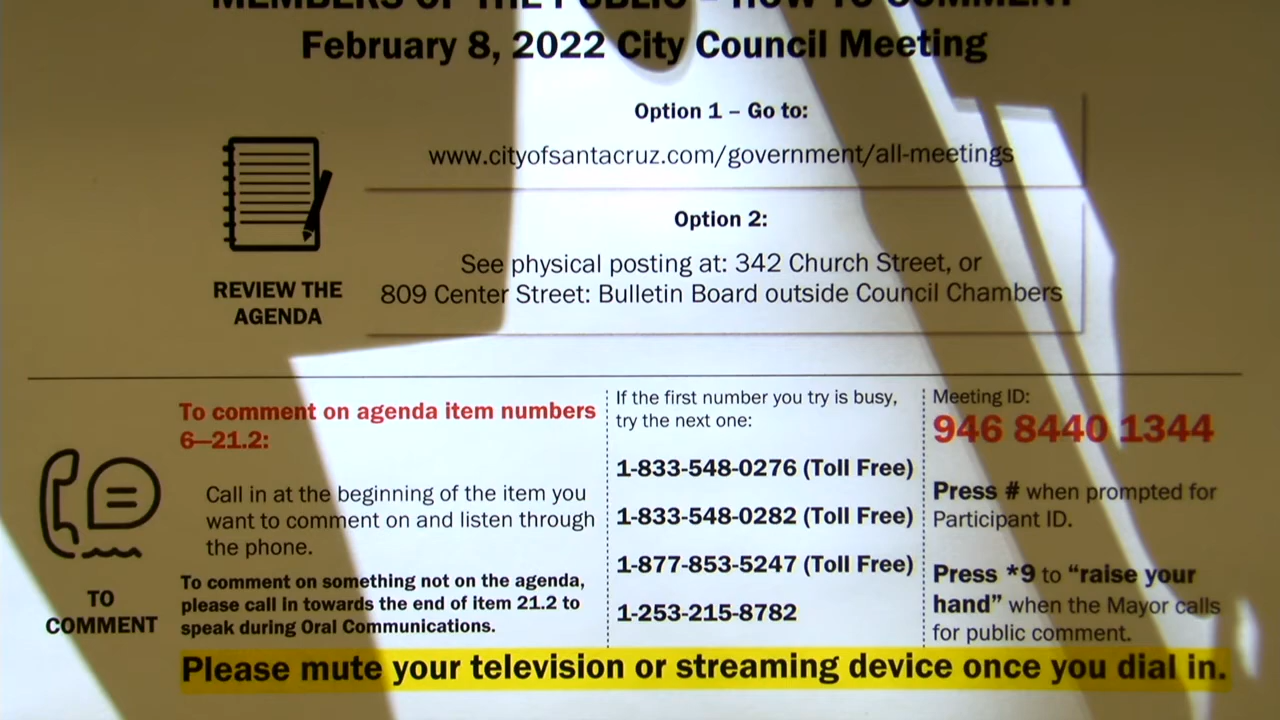 MEMBERS OF THE PUBLIC – HOW TO COMMENT
February 8, 2022 City Council Meeting
Option 1 – Go to:
www.cityofsantacruz.com/government/all-meetings
Option 2:
See physical posting at: 342 Church Street, or
809 Center Street: Bulletin Board outside Council Chambers
REVIEW THE
AGENDA
To comment on agenda item numbers
6—21.2:
Call in at the beginning of the item you
want to comment on and listen through
the phone.
To comment on something not on the agenda,
please call in towards the end of item 21.2 to
speak during Oral Communications.
TO
COMMENT
If the first number you try is busy,
try the next one:
1-833-548-0276 (Toll Free)
1-833-548-0282 (Toll Free)
1-877-853-5247 (Toll Free)
1-253-215-8782
Meeting ID:
946 8440 1344
Press # when prompted for
Participant ID.
Press *9 to “raise your
hand” when the Mayor calls
for public comment.
Please mute your television or streaming device once you dial in.